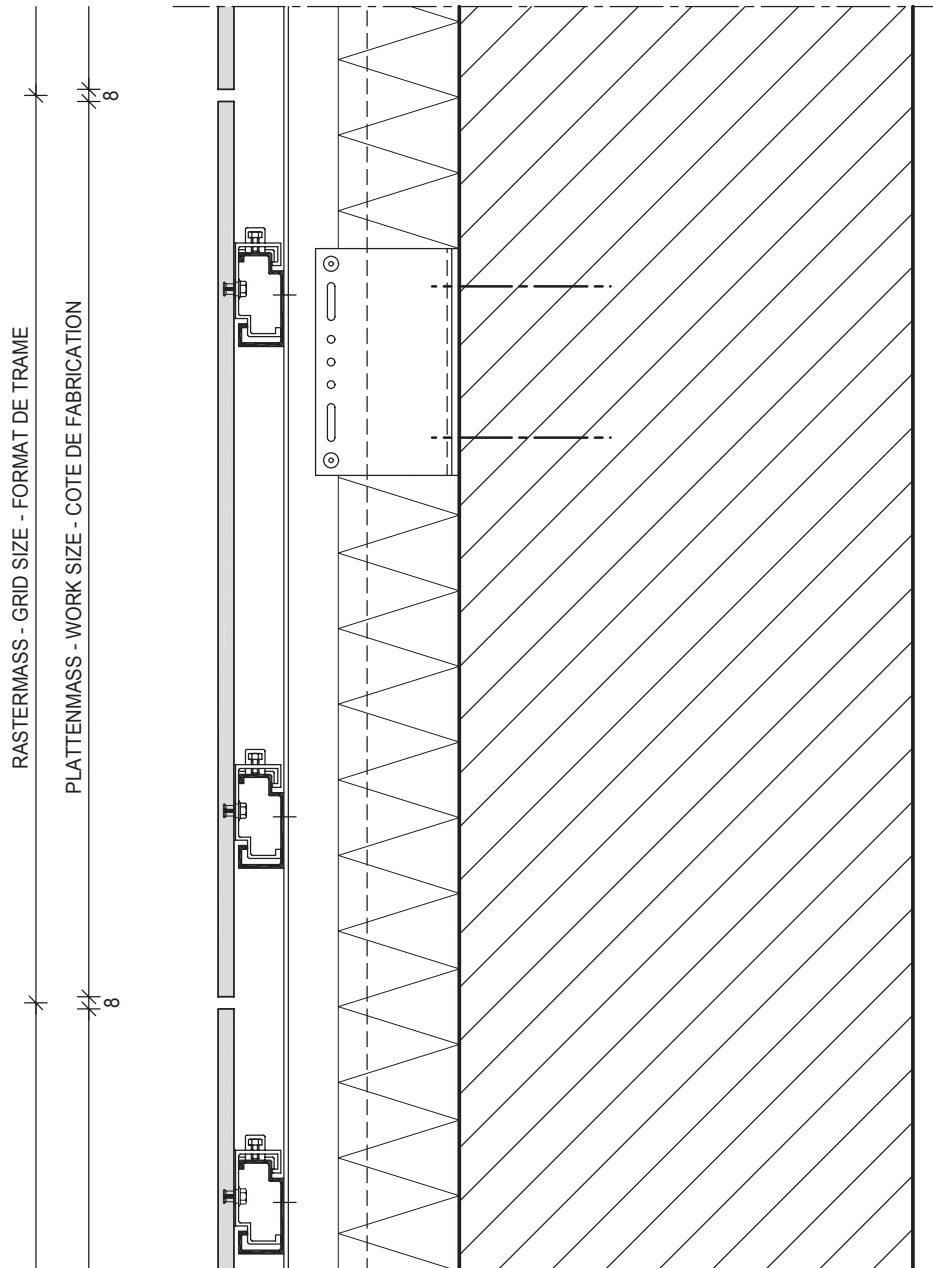 8
RASTERMASS - GRID SIZE - FORMAT DE TRAME
PLATTENMASS - WORK SIZE - COTE DE FABRICATION
8